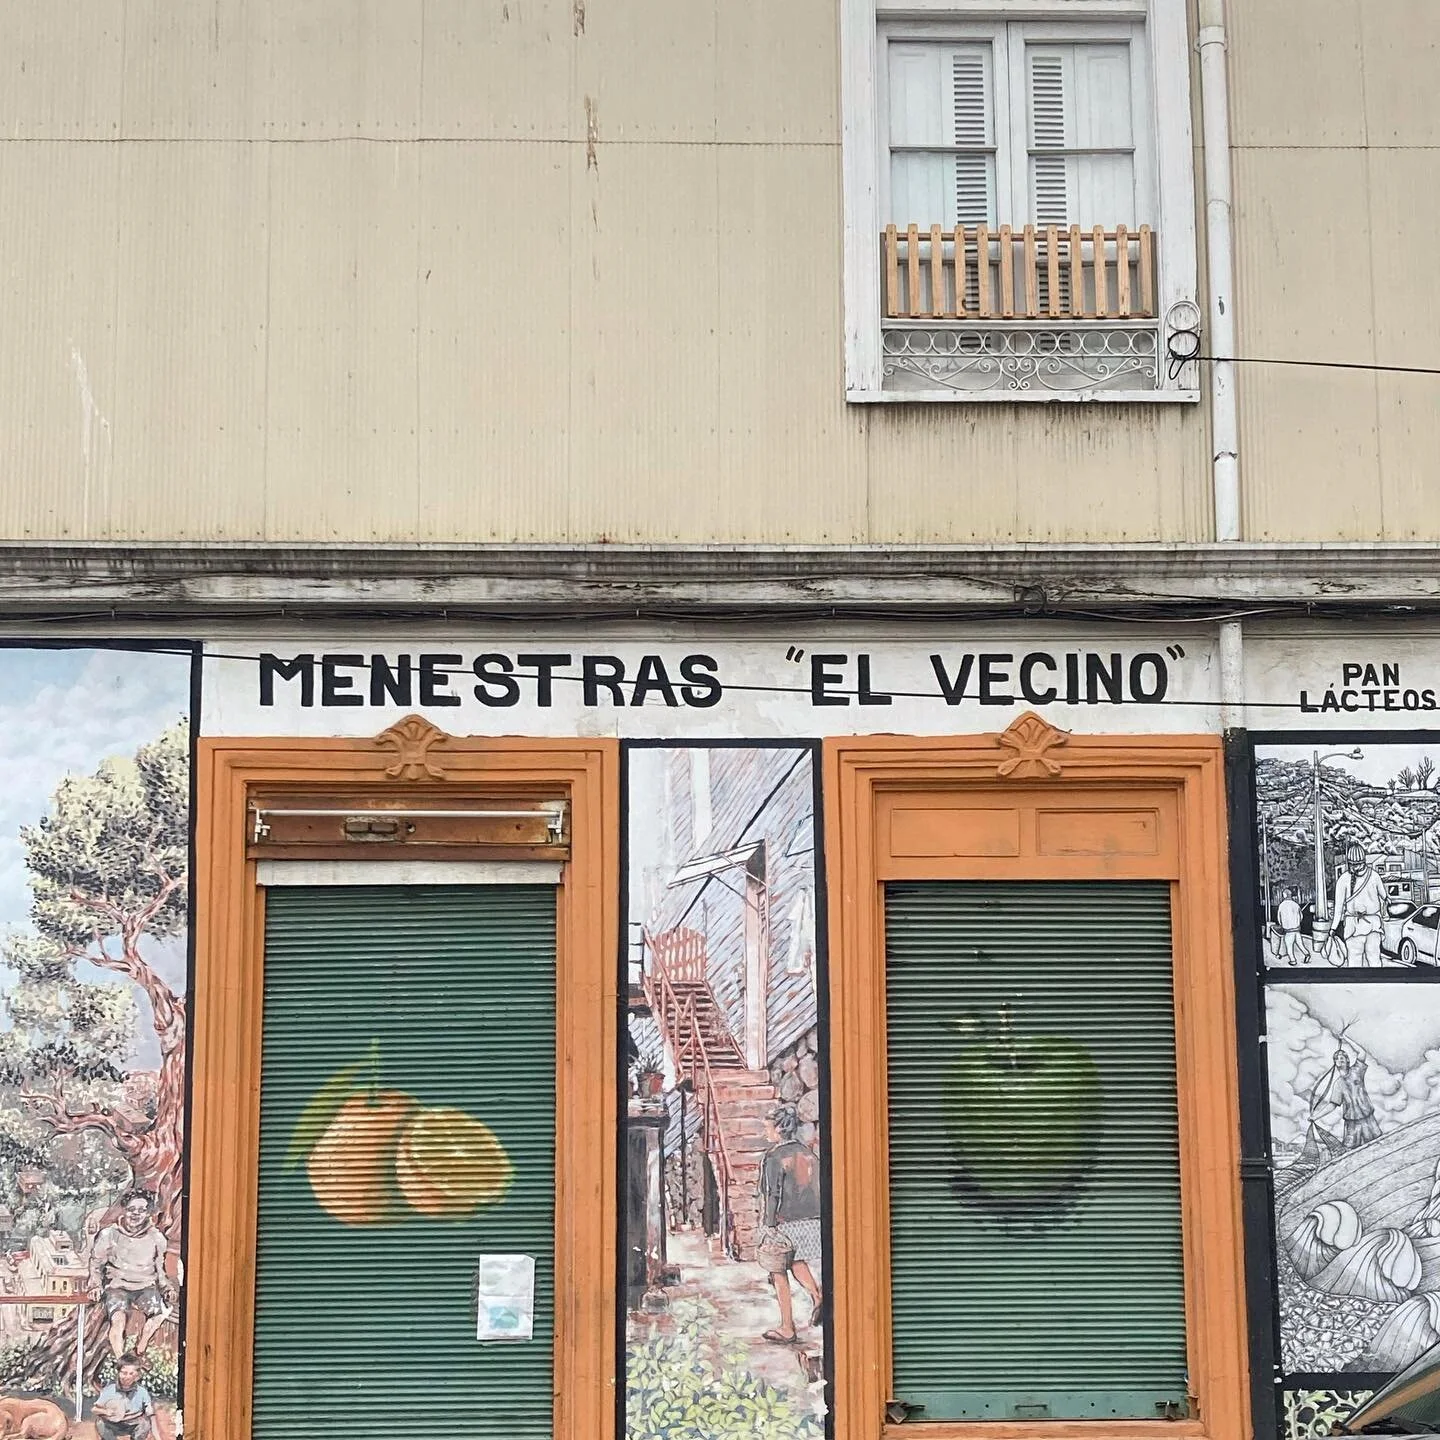 MENESTRAS "EL VECINO"
PAN
LÁCTEOS